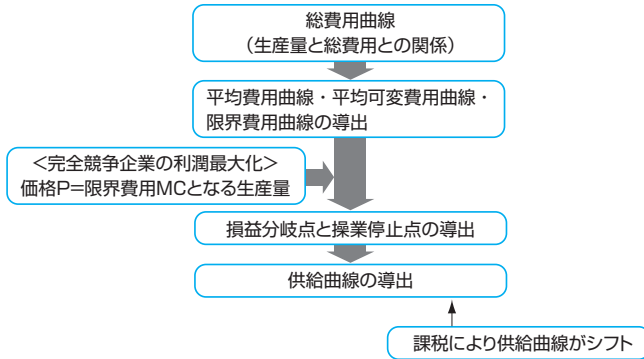 総費用曲線
（生産量と総費用との関係）
平均費用曲線・平均可変費用曲線・
限界費用曲線の導出
＜完全競争企業の利潤最大化＞
価格P=限界費用MCとなる生産量
損益分岐点と操業停止点の導出
供給曲線の導出
課税により供給曲線がシフト